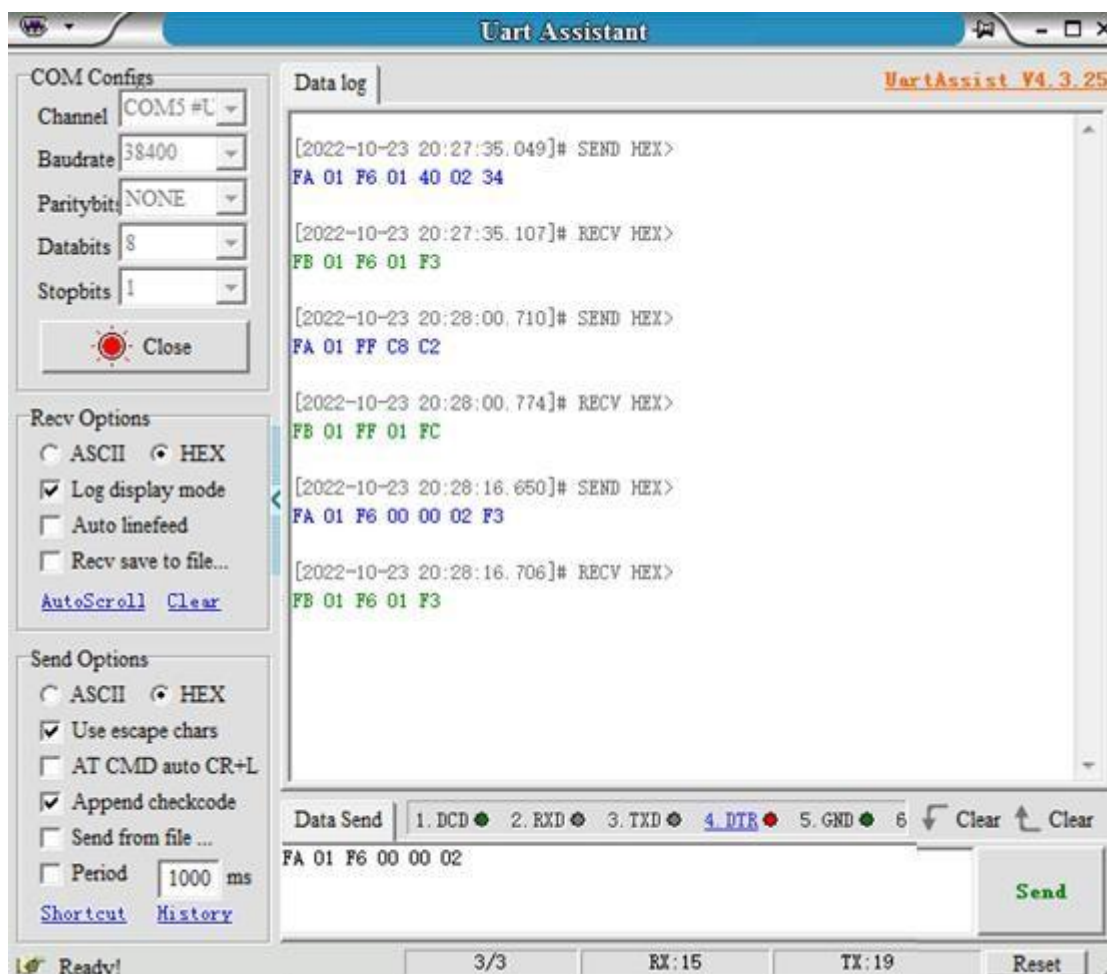 Uart Assistant
COM Configs
Channel COM5 #U
Baudrate 38400
Paritybits NONE
Databits 8
Stopbits 1
Close
Recv Options
ASCII HEX
Log display mode
Auto linefeed
Recv save to file...
AutoScroll Clear
Send Options
ASCII HEX
Use escape chars
AT CMD auto CR+L
Append checkcode
Send from file ...
Period 1000 ms
Shortcut History
Data log UartAssist V4.3.25
[2022-10-23 20:27:35.049]# SEND HEX>
FA 01 F6 01 40 02 34
[2022-10-23 20:27:35.107]# RECV HEX>
FB 01 F6 01 F3
[2022-10-23 20:28:00.710]# SEND HEX>
FA 01 FF C8 C2
[2022-10-23 20:28:00.774]# RECV HEX>
FB 01 FF 01 FC
[2022-10-23 20:28:16.650]# SEND HEX>
FA 01 F6 00 00 02 F3
[2022-10-23 20:28:16.706]# RECV HEX>
FB 01 F6 01 F3
Data Send 1. DCD 2. RXD 3. TXD 4. DTR 5. GND 6 Clear Clear
FA 01 F6 00 00 02
Send
Ready! 3/3 RX:15 TX:19 Reset